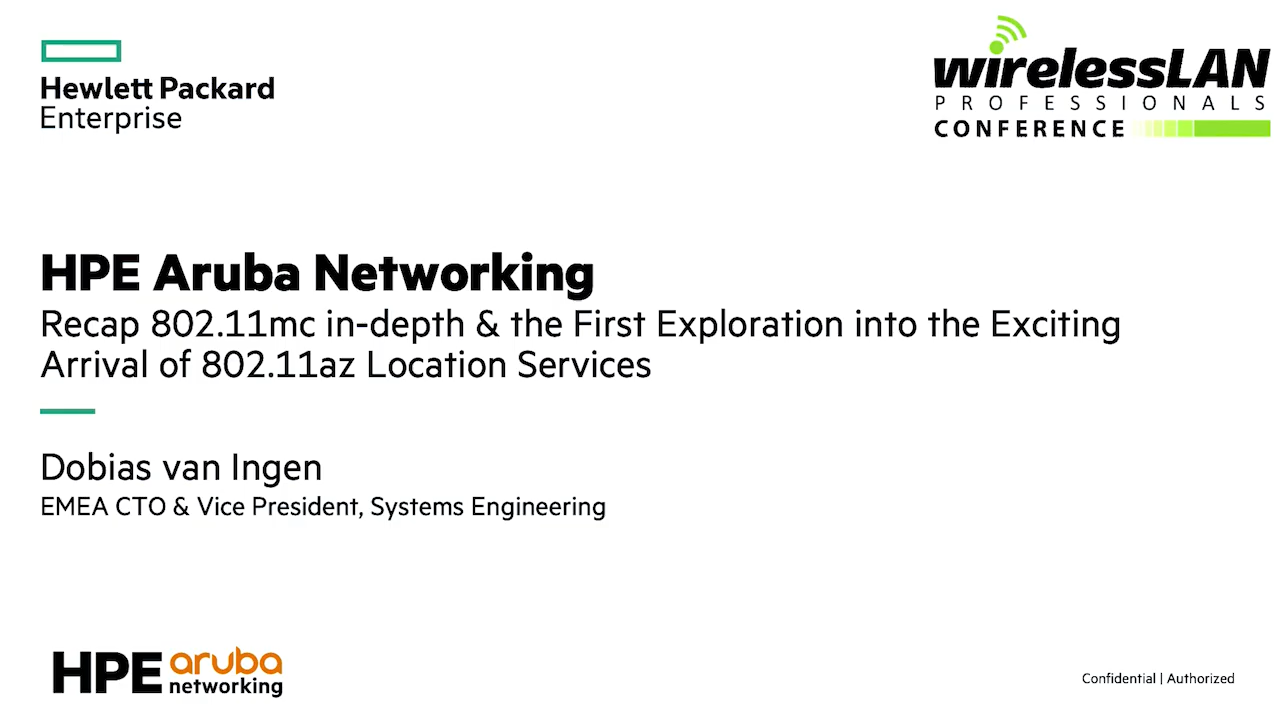 Hewlett Packard
Enterprise
wirelessLAN
PROFESSIONALS
CONFERENCE
HPE Aruba Networking
Recap 802.11mc in-depth & the First Exploration into the Exciting
Arrival of 802.11az Location Services
Dobias van Ingen
EMEA CTO & Vice President, Systems Engineering
HPE aruba
networking
Confidential | Authorized